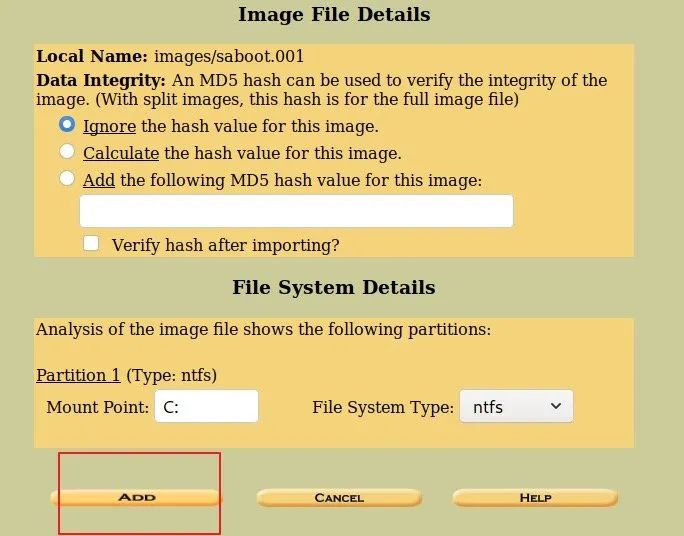 Image File Details
Local Name: images/saboot.001
Data Integrity: An MD5 hash can be used to verify the integrity of the
image. (With split images, this hash is for the full image file)
Ignore the hash value for this image.
Calculate the hash value for this image.
Add the following MD5 hash value for this image:
Verify hash after importing?
File System Details
Analysis of the image file shows the following partitions:
Partition 1 (Type: ntfs)
Mount Point: C: File System Type: ntfs
ADD CANCEL HELP